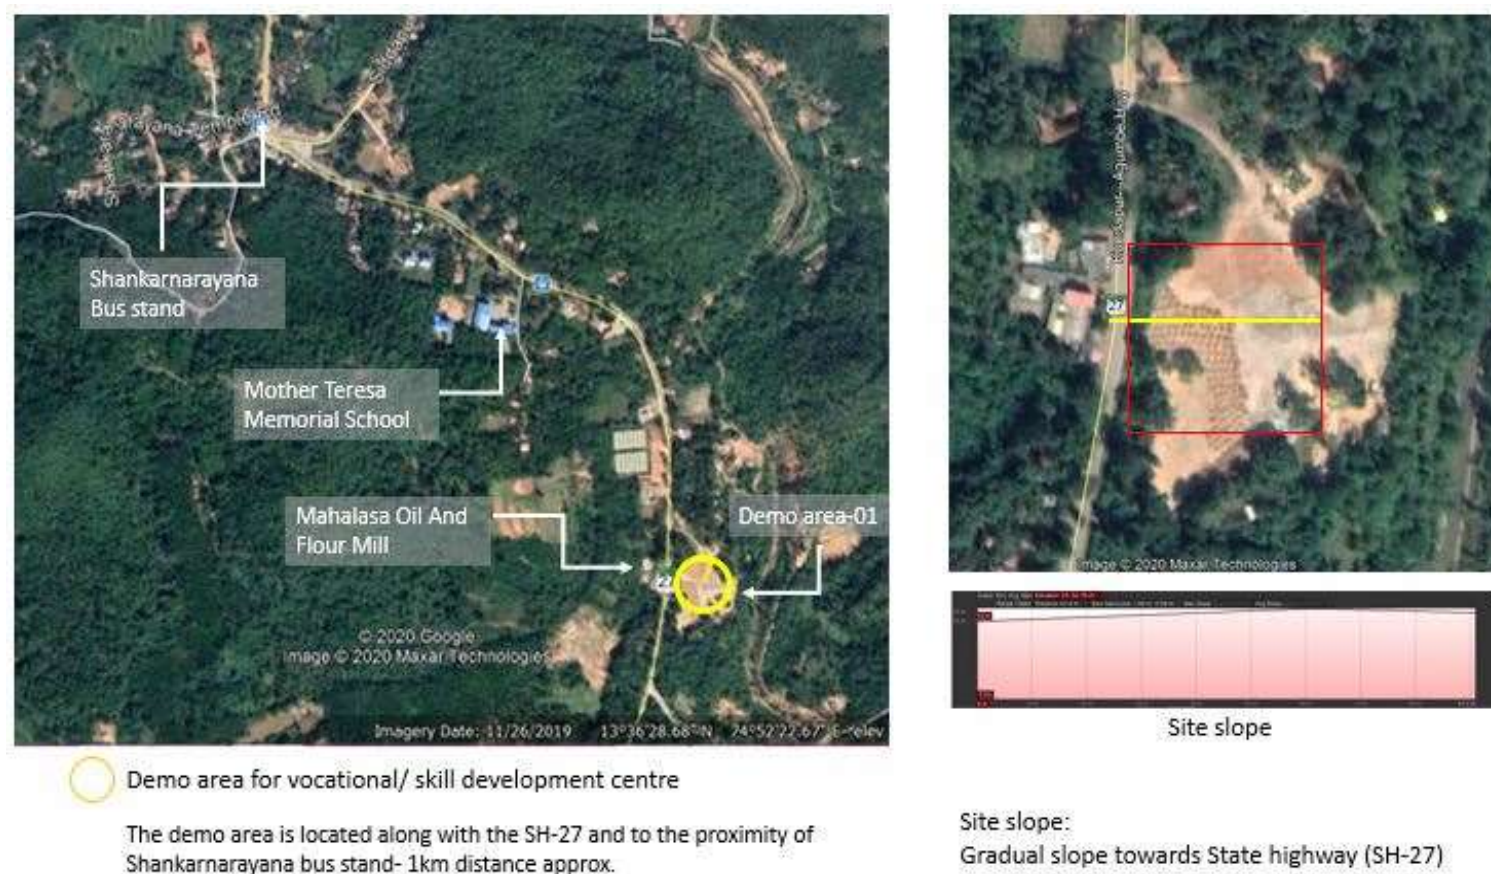 Shankarnarayana
Bus stand
Mother Teresa
Memorial School
Mahalasa Oil And
Flour Mill
Demo area-01
27
© 2020 Google
Image © 2020 Maxar Technologies
Imagery Date: 11/26/2019 13°36'28.68" N 74°52'22.67" E elev
Demo area for vocational/ skill development centre
The demo area is located along with the SH-27 and to the proximity of
Shankarnarayana bus stand- 1km distance approx.
27
Image © 2020 Maxar Technologies
Site slope
Site slope:
Gradual slope towards State highway (SH-27)